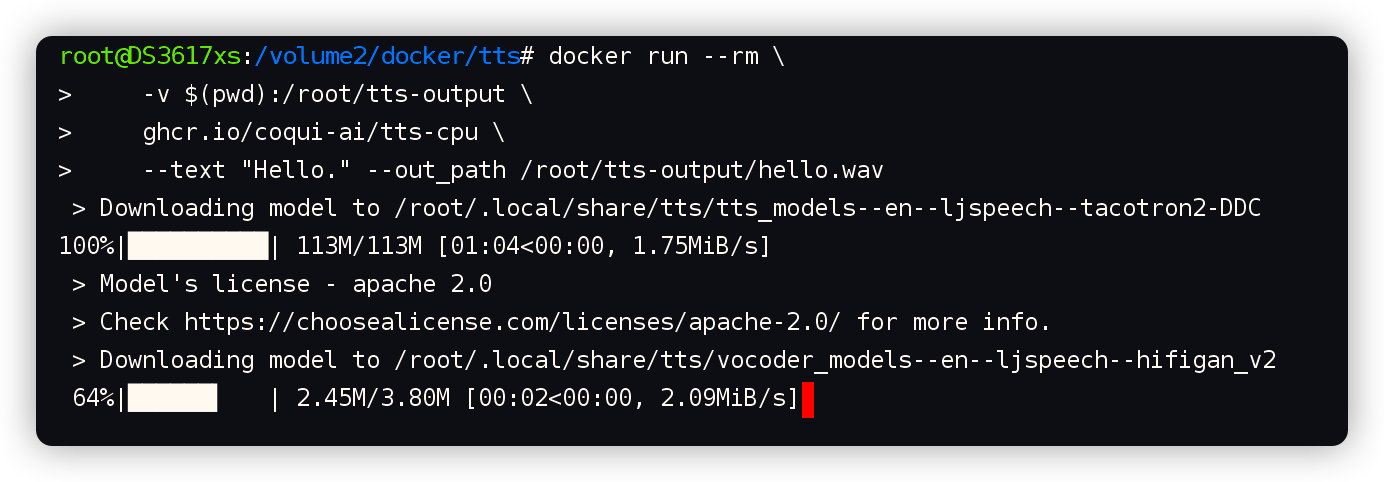 root@DS3617xs:/volume2/docker/tts# docker run --rm \
>     -v $(pwd):/root/tts-output \
>     ghcr.io/coqui-ai/tts-cpu \
>     --text "Hello." --out_path /root/tts-output/hello.wav
 > Downloading model to /root/.local/share/tts/tts_models--en--ljspeech--tacotron2-DDC
100%|██████████| 113M/113M [01:04<00:00, 1.75MiB/s]
 > Model's license - apache 2.0
 > Check https://choosealicense.com/licenses/apache-2.0/ for more info.
 > Downloading model to /root/.local/share/tts/vocoder_models--en--ljspeech--hifigan_v2
 64%|██████▍   | 2.45M/3.80M [00:02<00:00, 2.09MiB/s]